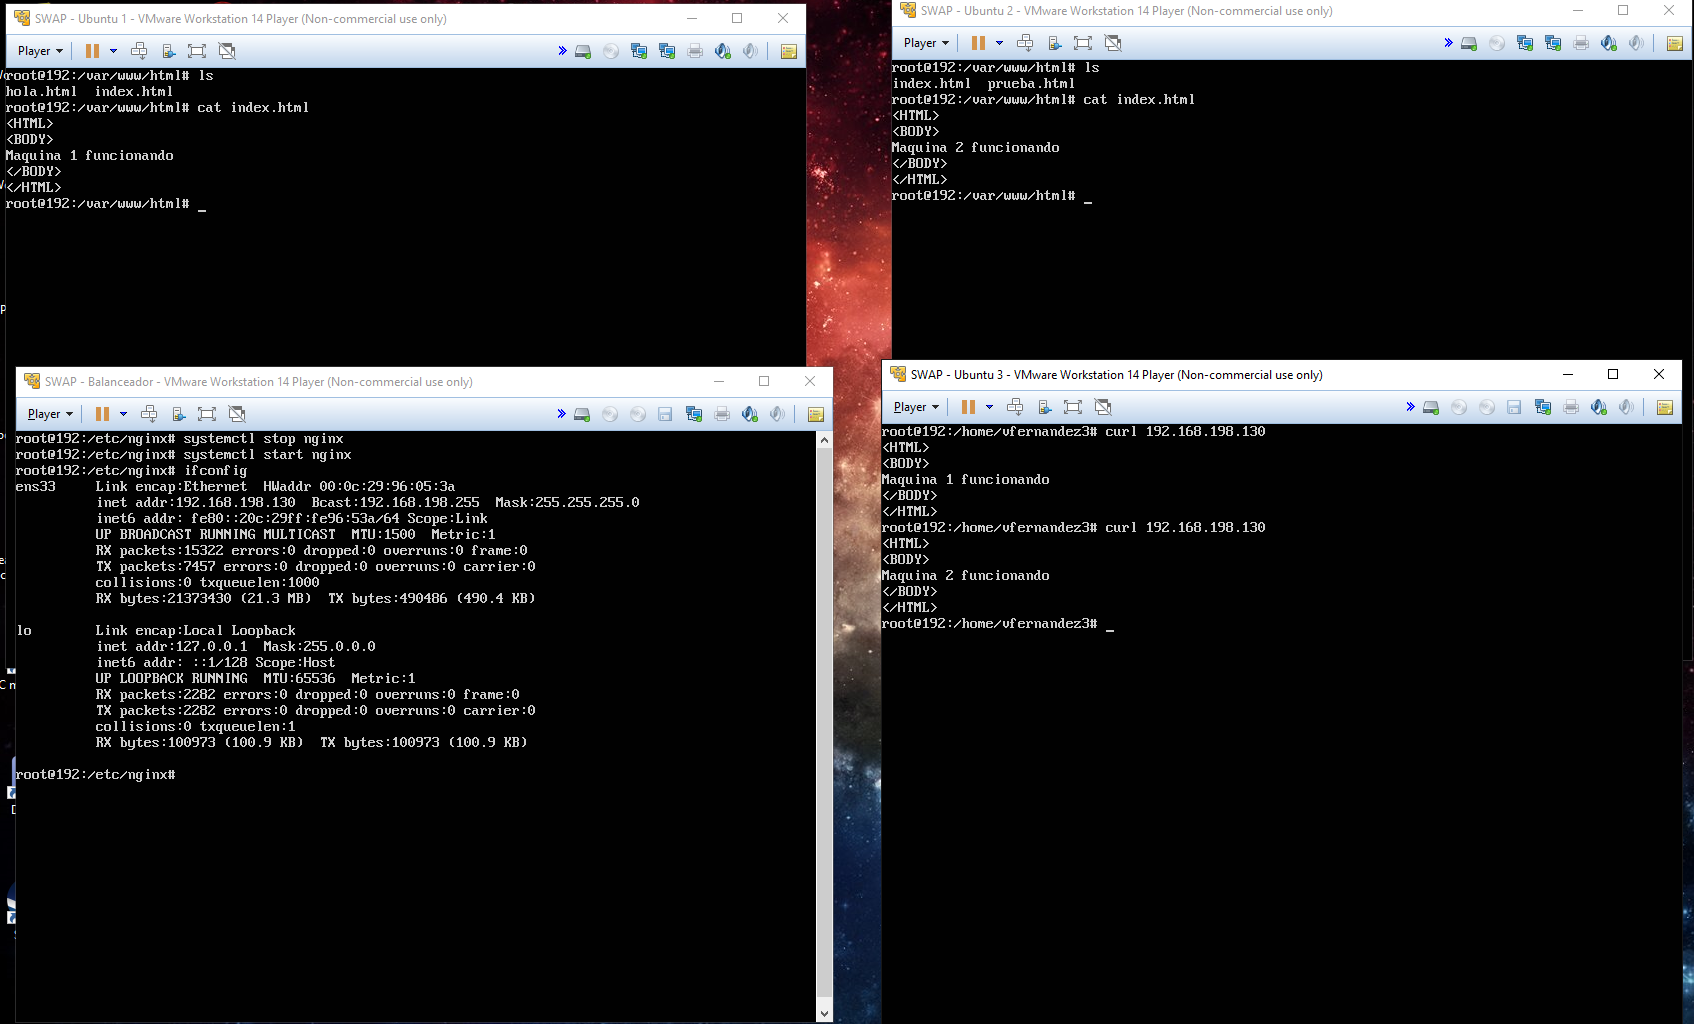 SWAP - Ubuntu 1 - VMware Workstation 14 Player (Non-commercial use only)
Player
root@192:/var/www/html# ls
hola.html  index.html
root@192:/var/www/html# cat index.html
<HTML>
<BODY>
Maquina 1 funcionando
</BODY>
</HTML>
root@192:/var/www/html# _
SWAP - Ubuntu 2 - VMware Workstation 14 Player (Non-commercial use only)
Player
root@192:/var/www/html# ls
index.html  prueba.html
root@192:/var/www/html# cat index.html
<HTML>
<BODY>
Maquina 2 funcionando
</BODY>
</HTML>
root@192:/var/www/html# _
SWAP - Balanceador - VMware Workstation 14 Player (Non-commercial use only)
Player
root@192:/etc/nginx# systemctl stop nginx
root@192:/etc/nginx# systemctl start nginx
root@192:/etc/nginx# ifconfig
ens33     Link encap:Ethernet  HWaddr 00:0c:29:96:05:3a
          inet addr:192.168.198.130  Bcast:192.168.198.255  Mask:255.255.255.0
          inet6 addr: fe80::20c:29ff:fe96:53a/64 Scope:Link
          UP BROADCAST RUNNING MULTICAST  MTU:1500  Metric:1
          RX packets:15322 errors:0 dropped:0 overruns:0 frame:0
          TX packets:7457 errors:0 dropped:0 overruns:0 carrier:0
          collisions:0 txqueuelen:1000
          RX bytes:21373430 (21.3 MB)  TX bytes:490486 (490.4 KB)
lo        Link encap:Local Loopback
          inet addr:127.0.0.1  Mask:255.0.0.0
          inet6 addr: ::1/128 Scope:Host
          UP LOOPBACK RUNNING  MTU:65536  Metric:1
          RX packets:2282 errors:0 dropped:0 overruns:0 frame:0
          TX packets:2282 errors:0 dropped:0 overruns:0 carrier:0
          collisions:0 txqueuelen:1
          RX bytes:100973 (100.9 KB)  TX bytes:100973 (100.9 KB)
root@192:/etc/nginx#
SWAP - Ubuntu 3 - VMware Workstation 14 Player (Non-commercial use only)
Player
root@192:/home/vfernandez3# curl 192.168.198.130
<HTML>
<BODY>
Maquina 1 funcionando
</BODY>
</HTML>
root@192:/home/vfernandez3# curl 192.168.198.130
<HTML>
<BODY>
Maquina 2 funcionando
</BODY>
</HTML>
root@192:/home/vfernandez3# _